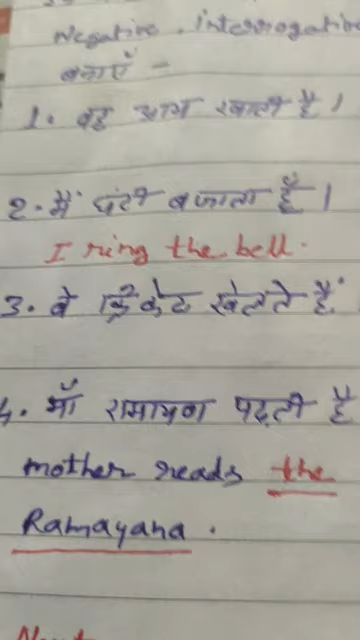 Negative, interrogative
बनाएँ -
1. वह आम खाती है।
2. मैं घंटी बजाता हूँ।
I ring the bell.
3. वे क्रिकेट खेलते हैं
4. माँ रामायण पढ़ती है
mother reads the
Ramayana.